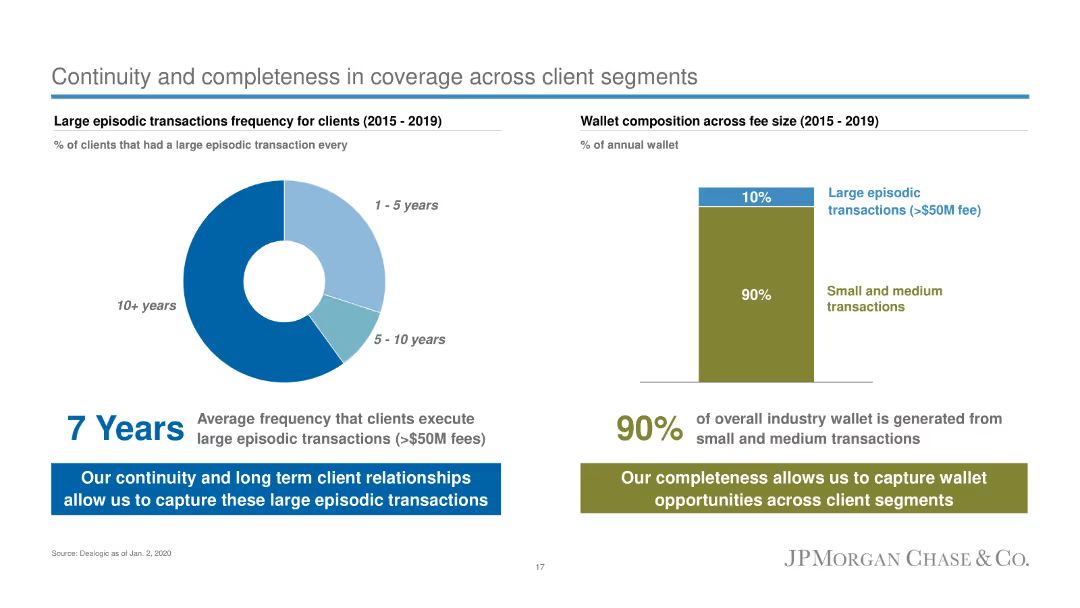 Continuity and completeness in coverage across client segments
Large episodic transactions frequency for clients (2015 - 2019)
% of clients that had a large episodic transaction every
1 - 5 years
10+ years
5 - 10 years
7 Years
Average frequency that clients execute
large episodic transactions (>$50M fees)
Our continuity and long term client relationships
allow us to capture these large episodic transactions
Wallet composition across fee size (2015 - 2019)
% of annual wallet
10%
Large episodic
transactions (>$50M fee)
90%
Small and medium
transactions
90%
of overall industry wallet is generated from
small and medium transactions
Our completeness allows us to capture wallet
opportunities across client segments
Source: Dealogic as of Jan. 2, 2020
17
JPMORGAN CHASE & CO.